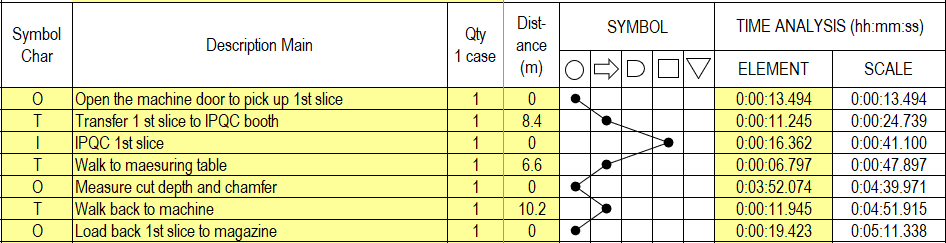 Symbol Char Description Main Qty 1 case Dist-ance (m) SYMBOL TIME ANALYSIS (hh:mm:ss)
ELEMENT SCALE
O Open the machine door to pick up 1st slice 1 0 0:00:13.494 0:00:13.494
T Transfer 1 st slice to IPQC booth 1 8.4 0:00:11.245 0:00:24.739
I IPQC 1st slice 1 0 0:00:16.362 0:00:41.100
T Walk to maesuring table 1 6.6 0:00:06.797 0:00:47.897
O Measure cut depth and chamfer 1 0 0:03:52.074 0:04:39.971
T Walk back to machine 1 10.2 0:00:11.945 0:04:51.915
O Load back 1st slice to magazine 1 0 0:00:19.423 0:05:11.338